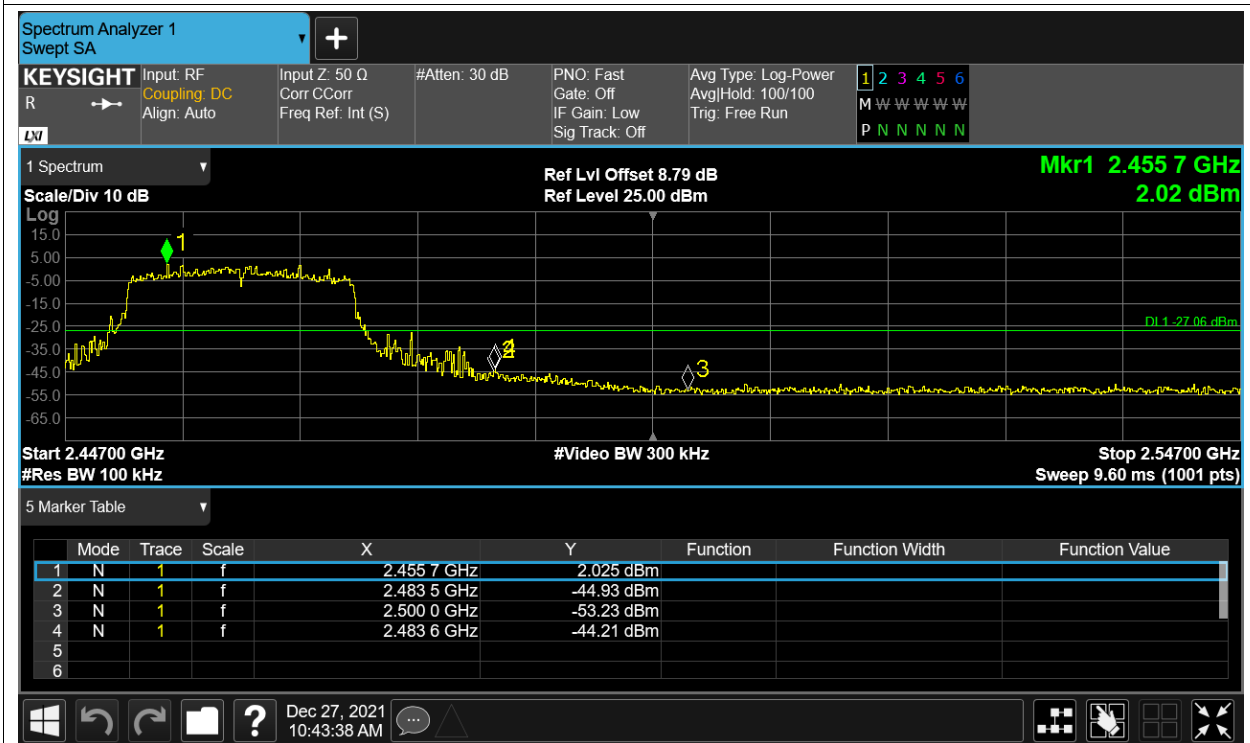 Spectrum Analyzer 1
Swept SA
KEYSIGHT Input: RF Input Z: 50 Ω #Atten: 30 dB PNO: Fast Avg Type: Log-Power 1 2 3 4 5 6
R Coupling: DC Corr CCorr Gate: Off Avg|Hold: 100/100 M W W W W W
Align: Auto Freq Ref: Int (S) IF Gain: Low Trig: Free Run
LXI Sig Track: Off P N N N N N
1 Spectrum Ref Lvl Offset 8.79 dB Mkr1 2.455 7 GHz
Scale/Div 10 dB Ref Level 25.00 dBm 2.02 dBm
Log
15.0
1
5.00
-5.00
-15.0
-25.0 DL1 -27.06 dBm
-35.0
-45.0
3
-55.0
-65.0
Start 2.44700 GHz #Video BW 300 kHz Stop 2.54700 GHz
#Res BW 100 kHz Sweep 9.60 ms (1001 pts)
5 Marker Table
Mode Trace Scale X Y Function Function Width Function Value
1 N 1 f 2.455 7 GHz 2.025 dBm
2 N 1 f 2.483 5 GHz -44.93 dBm
3 N 1 f 2.500 0 GHz -53.23 dBm
4 N 1 f 2.483 6 GHz -44.21 dBm
5
6
? Dec 27, 2021
10:43:38 AM